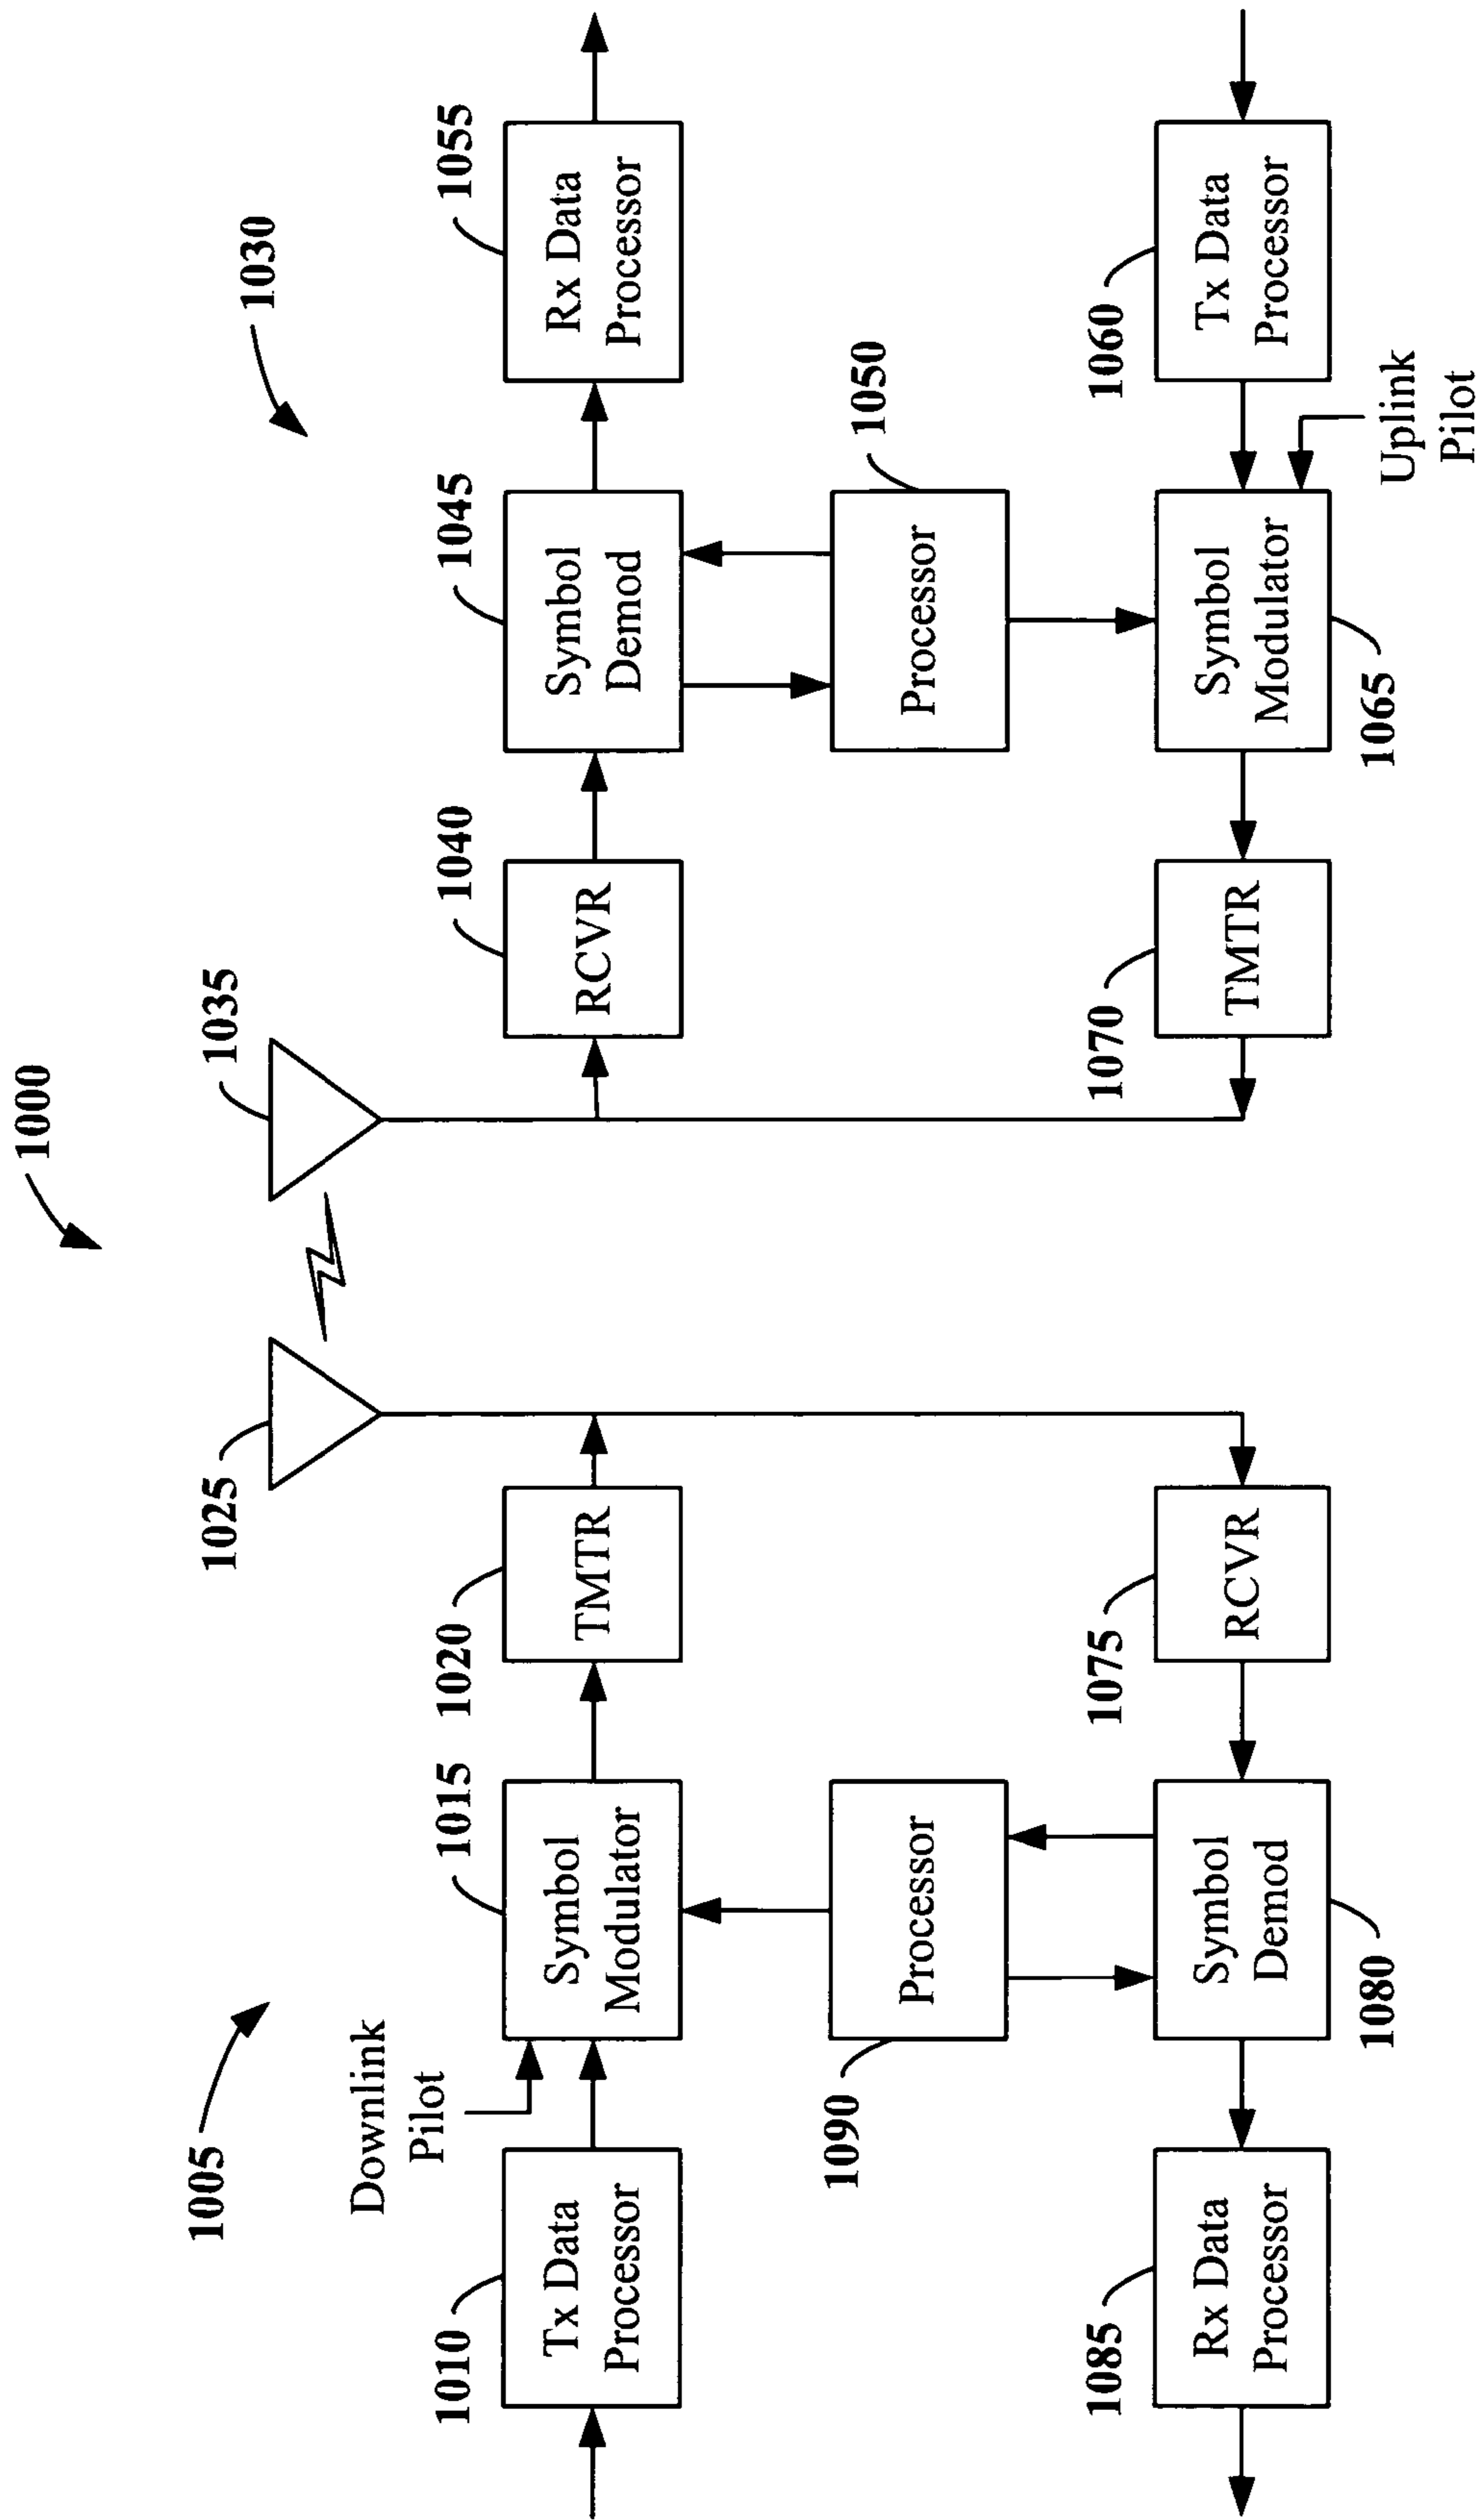 1000
1005
1030
1025
1035
Downlink
Pilot
1010
1015
1020
1040
1045
1055
Tx Data
Processor
Symbol
Modulator
TMTR
RCVR
Symbol
Demod
Rx Data
Processor
1090
1050
Processor
Processor
1085
1075
1070
1060
Rx Data
Processor
Symbol
Demod
RCVR
TMTR
Symbol
Modulator
Tx Data
Processor
1080
1065
Uplink
Pilot